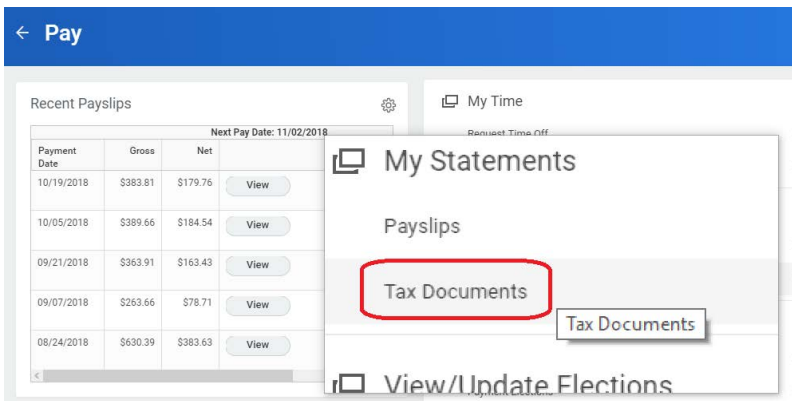 Pay
Recent Payslips
Next Pay Date: 11/02/2018
Payment Date Gross Net
10/19/2018 $383.81 $179.76 View
10/05/2018 $389.66 $184.54 View
09/21/2018 $363.91 $163.43 View
09/07/2018 $263.66 $78.71 View
08/24/2018 $630.39 $383.63 View
My Time
Request Time Off
My Statements
Payslips
Tax Documents
Tax Documents
View/Update Elections
Payment Elections